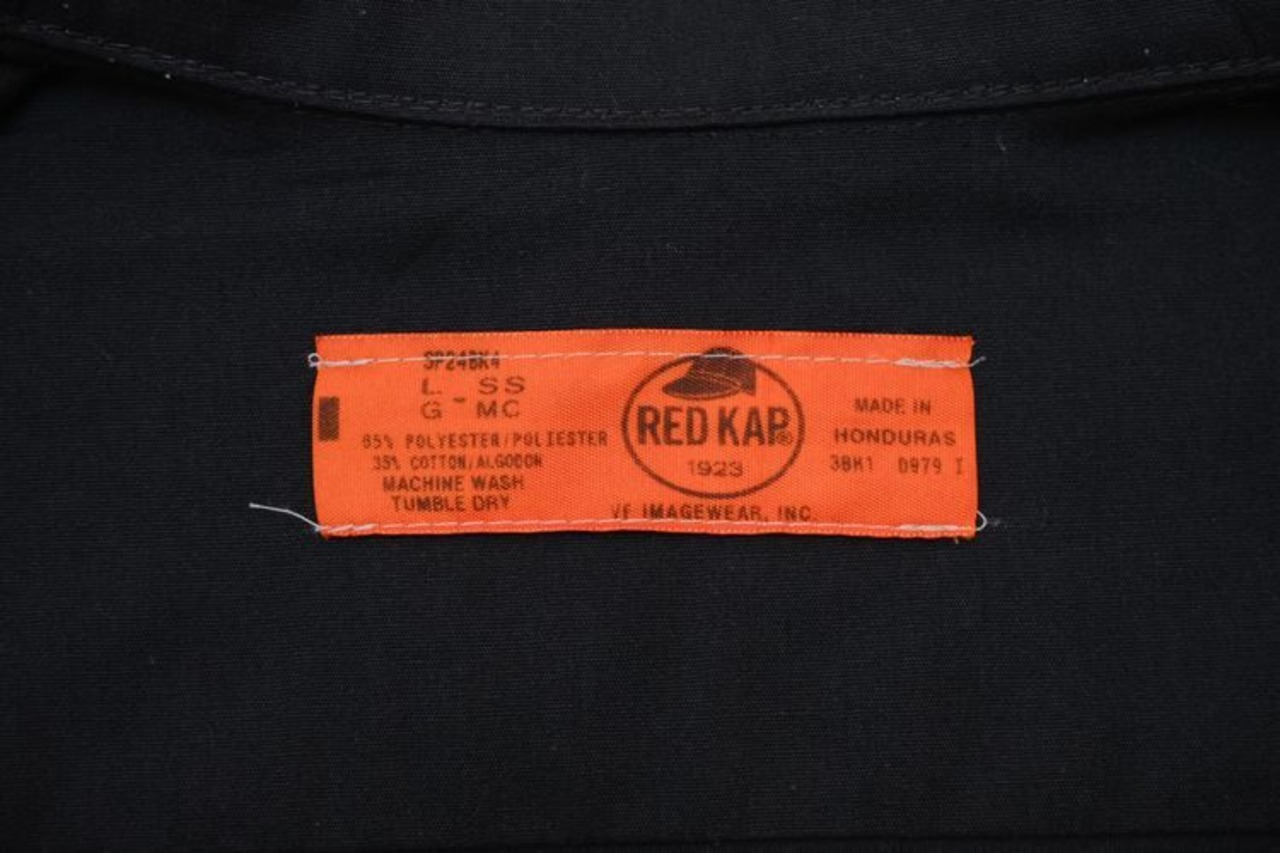 SP24BK4
L - SS
G - MC
65% POLYESTER/POLIESTER
35% COTTON/ALGODON
MACHINE WASH
TUMBLE DRY
RED KAP®
1923
VF IMAGEWEAR, INC.
MADE IN
HONDURAS
38H1 0979 I